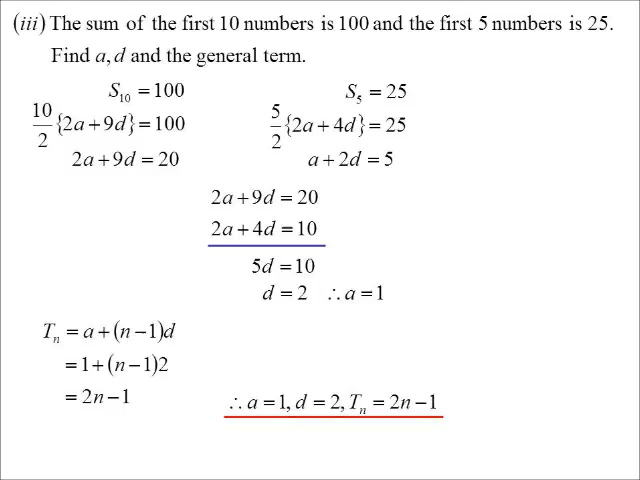 (iii) The sum of the first 10 numbers is 100 and the first 5 numbers is 25.
Find a, d and the general term.
S₁₀ = 100
10/2 {2a + 9d} = 100
2a + 9d = 20
S₅ = 25
5/2 {2a + 4d} = 25
a + 2d = 5
2a + 9d = 20
2a + 4d = 10
5d = 10
d = 2 ∴ a = 1
Tₙ = a + (n − 1)d
= 1 + (n − 1)2
= 2n − 1
∴ a = 1, d = 2, Tₙ = 2n − 1